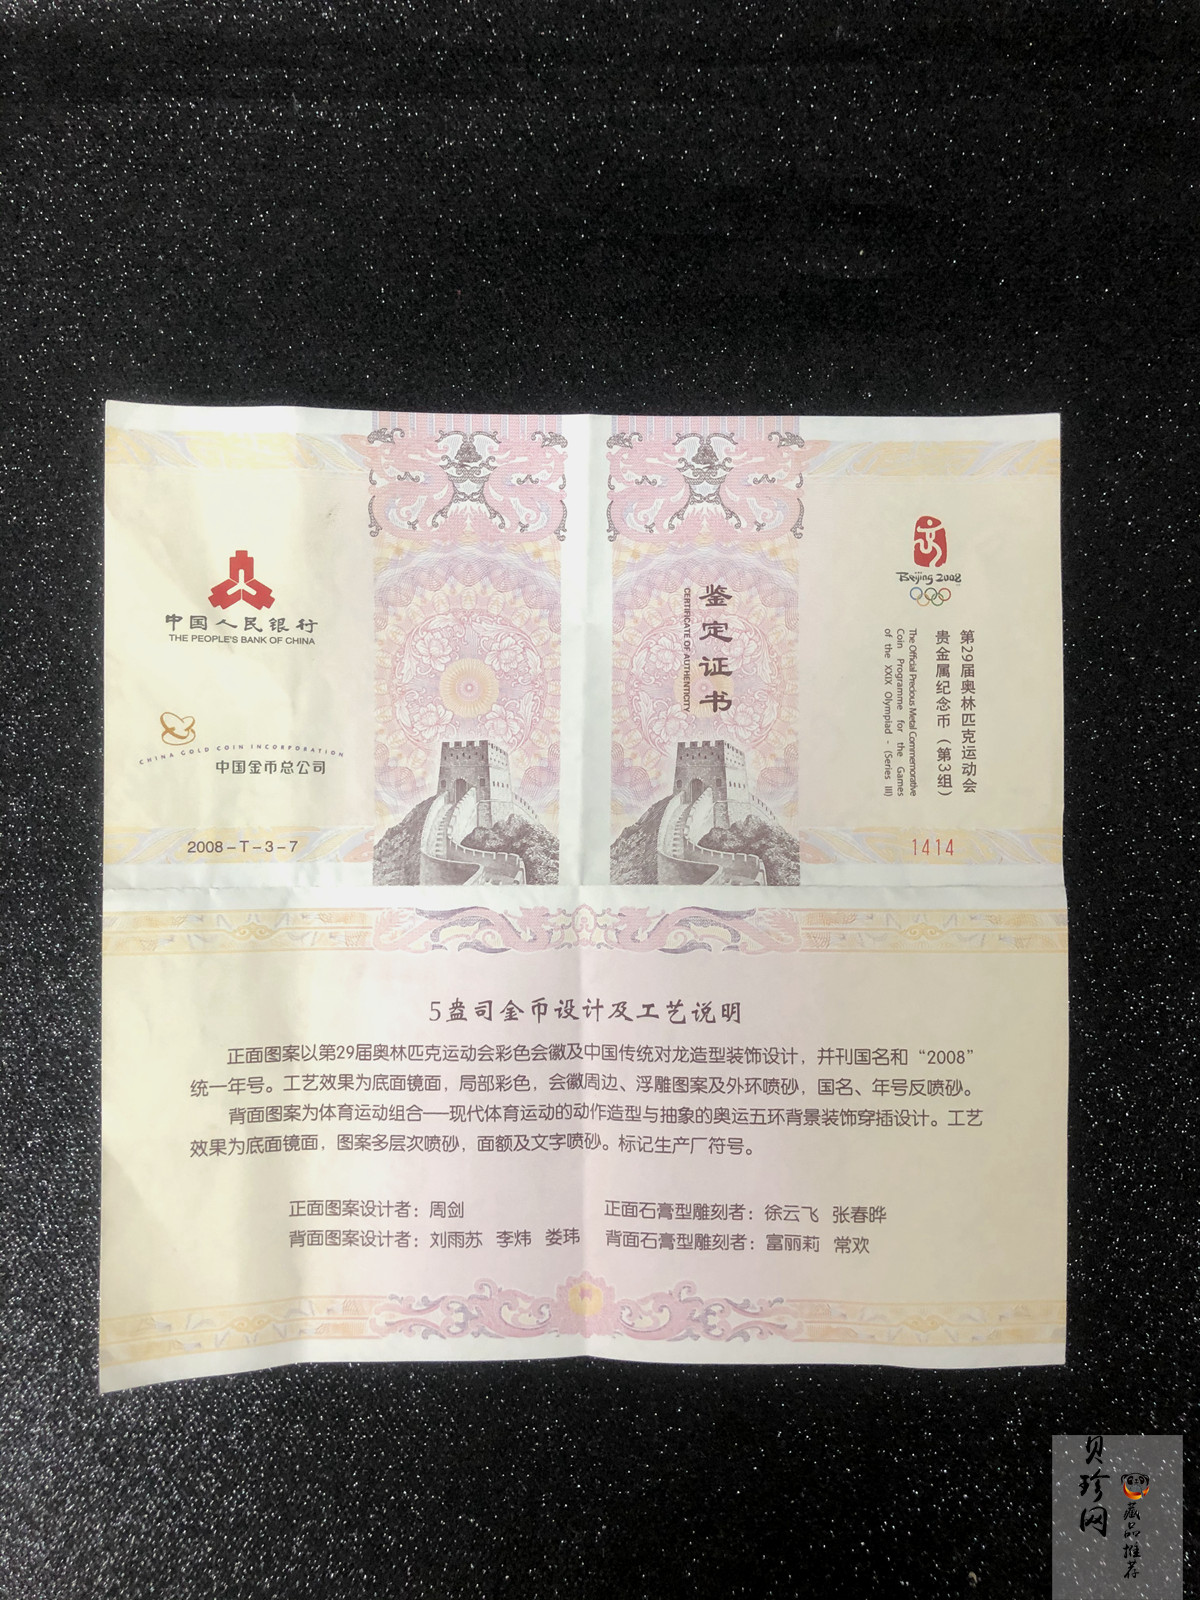 中国人民银行
THE PEOPLE'S BANK OF CHINA
CHINA GOLD COIN INCORPORATION
中国金币总公司
2008-T-3-7
鉴定证书
CERTIFICATE OF AUTHENTICITY
Beijing 2008
第29届奥林匹克运动会
贵金属纪念币（第3组）
The Official Precious Metal Commemorative
Coin Programme for the Games
of the XXIX Olympiad - (Series III)
1414
5盎司金币设计及工艺说明
正面图案以第29届奥林匹克运动会彩色会徽及中国传统对龙造型装饰设计，并刊国名和“2008”
统一年号。工艺效果为底面镜面，局部彩色，会徽周边、浮雕图案及外环喷砂，国名、年号反喷砂。
背面图案为体育运动组合——现代体育运动的动作造型与抽象的奥运五环背景装饰穿插设计。工艺
效果为底面镜面，图案多层次喷砂，面额及文字喷砂。标记生产厂符号。
正面图案设计者：周剑 正面石膏型雕刻者：徐云飞 张春晔
背面图案设计者：刘雨苏 李炜 娄玮 背面石膏型雕刻者：富丽莉 常欢
贝珍网
藏品推荐